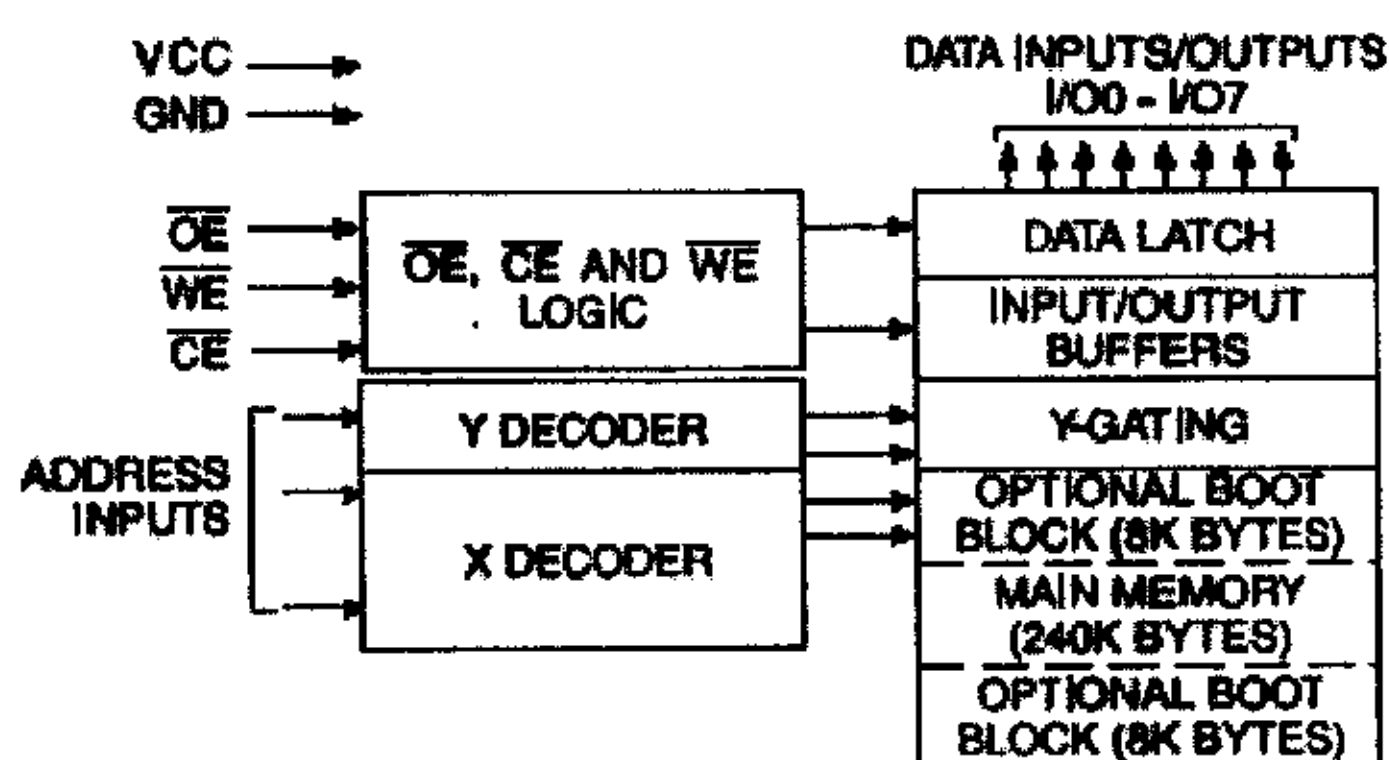 VCC
GND
OE
WE
CE
ADDRESS
INPUTS
OE, CE AND WE
LOGIC
Y DECODER
X DECODER
DATA INPUTS/OUTPUTS
I/O0 - I/O7
DATA LATCH
INPUT/OUTPUT
BUFFERS
Y-GATING
OPTIONAL BOOT
BLOCK (8K BYTES)
MAIN MEMORY
(240K BYTES)
OPTIONAL BOOT
BLOCK (8K BYTES)